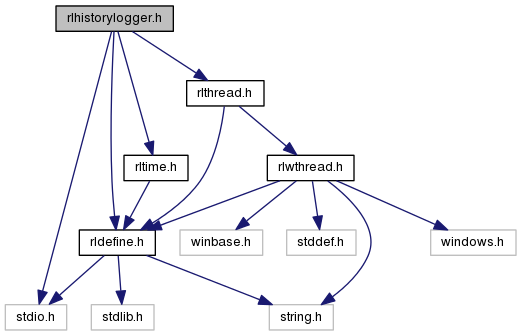 rlhistorylogger.h
rlthread.h
rltime.h
rlwthread.h
rldefine.h
winbase.h
stddef.h
windows.h
stdio.h
stdlib.h
string.h